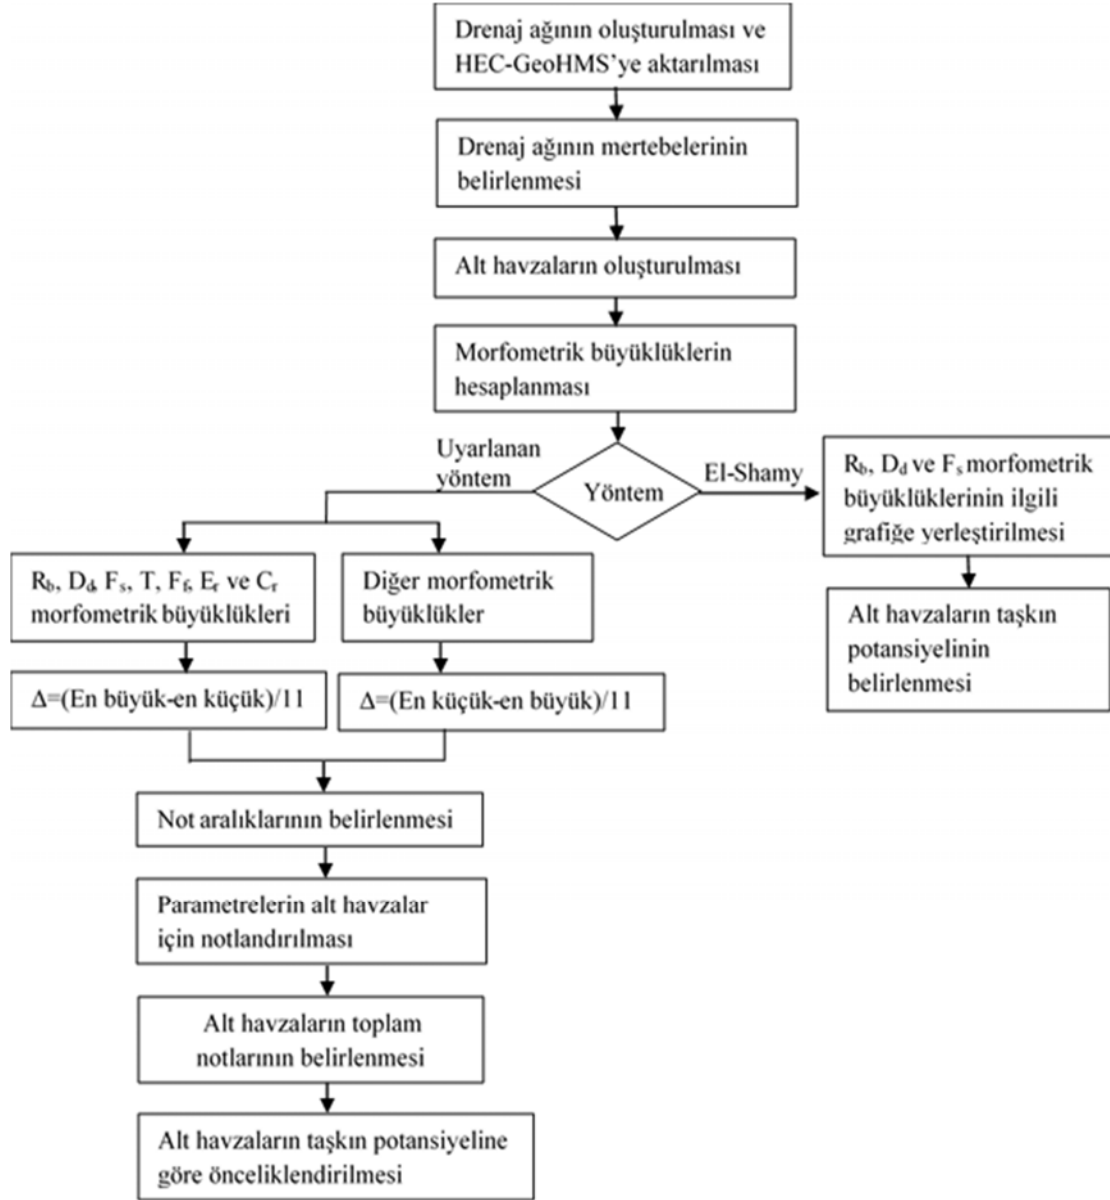 Drenaj ağının oluşturulması ve
HEC-GeoHMS'ye aktarılması
Drenaj ağının mertebelerinin
belirlenmesi
Alt havzaların oluşturulması
Morfometrik büyüklüklerin
hesaplanması
Uyarlanan
yöntem
Yöntem
El-Shamy
Rb, Dd ve Fs morfometrik
büyüklüklerinin ilgili
grafiğe yerleştirilmesi
Alt havzaların taşkın
potansiyelinin
belirlenmesi
Rb, Dd, Fs, T, Ff, Er ve Cr
morfometrik büyüklükleri
Diğer morfometrik
büyüklükler
Δ=(En büyük-en küçük)/11
Δ=(En küçük-en büyük)/11
Not aralıklarının belirlenmesi
Parametrelerin alt havzalar
için notlandırılması
Alt havzaların toplam
notlarının belirlenmesi
Alt havzaların taşkın potansiyeline
göre önceliklendirilmesi